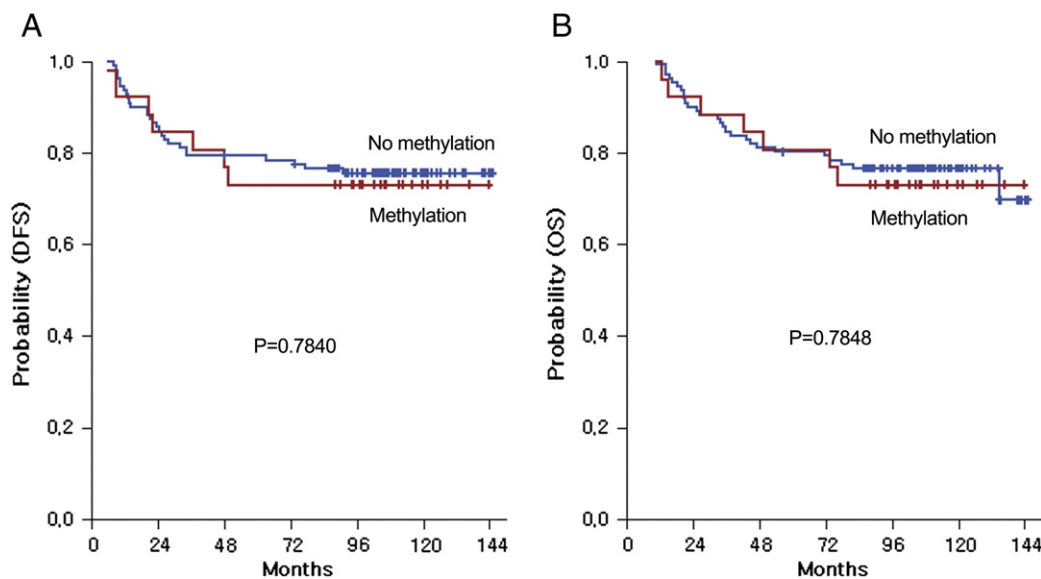 A
Probability (DFS)
1,0
0,8
0,6
0,4
0,2
0,0
No methylation
Methylation
P=0.7840
0 24 48 72 96 120 144
Months
B
Probability (OS)
1,0
0,8
0,6
0,4
0,2
0,0
No methylation
Methylation
P=0.7848
0 24 48 72 96 120 144
Months